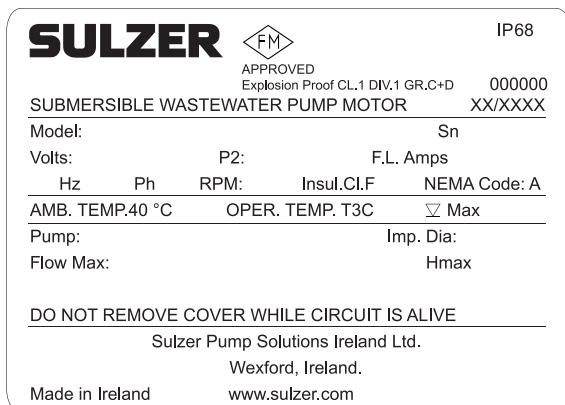 SULZER FM IP68
APPROVED
Explosion Proof CL.1 DIV.1 GR.C+D 000000
SUBMERSIBLE WASTEWATER PUMP MOTOR XX/XXXX
Model: Sn
Volts: P2: F.L. Amps
Hz Ph RPM: Insul.Cl.F NEMA Code: A
AMB. TEMP.40 °C OPER. TEMP. T3C Max
Pump: Imp. Dia:
Flow Max: Hmax
DO NOT REMOVE COVER WHILE CIRCUIT IS ALIVE
Sulzer Pump Solutions Ireland Ltd.
Wexford, Ireland.
Made in Ireland www.sulzer.com